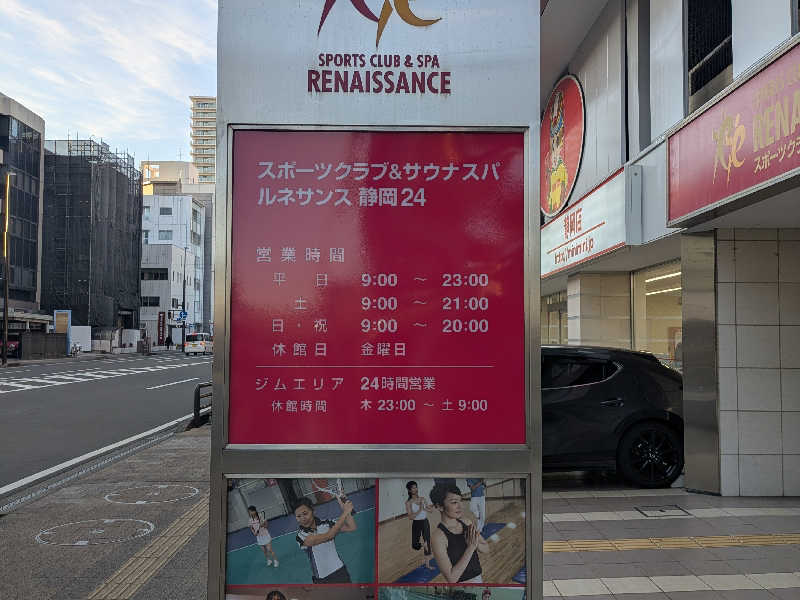 SPORTS CLUB & SPA
RENAISSANCE
スポーツクラブ&サウナスパ
ルネサンス 静岡24
営業時間
平日 9:00 ～ 23:00
土 9:00 ～ 21:00
日・祝 9:00 ～ 20:00
休館日 金曜日
ジムエリア 24時間営業
休館時間 木 23:00 ～ 土 9:00
静岡店
RENA
スポーツク